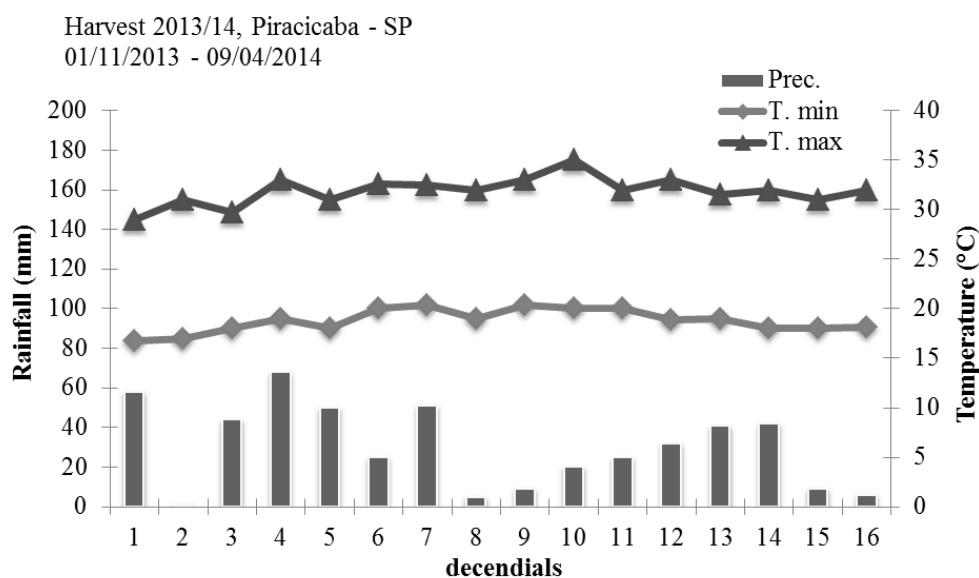 Harvest 2013/14, Piracicaba - SP
01/11/2013 - 09/04/2014
Prec.
T. min
T. max
200
180
160
140
120
100
80
60
40
20
0
Rainfall (mm)
40
35
30
25
20
15
10
5
0
Temperature (°C)
1 2 3 4 5 6 7 8 9 10 11 12 13 14 15 16
decendials